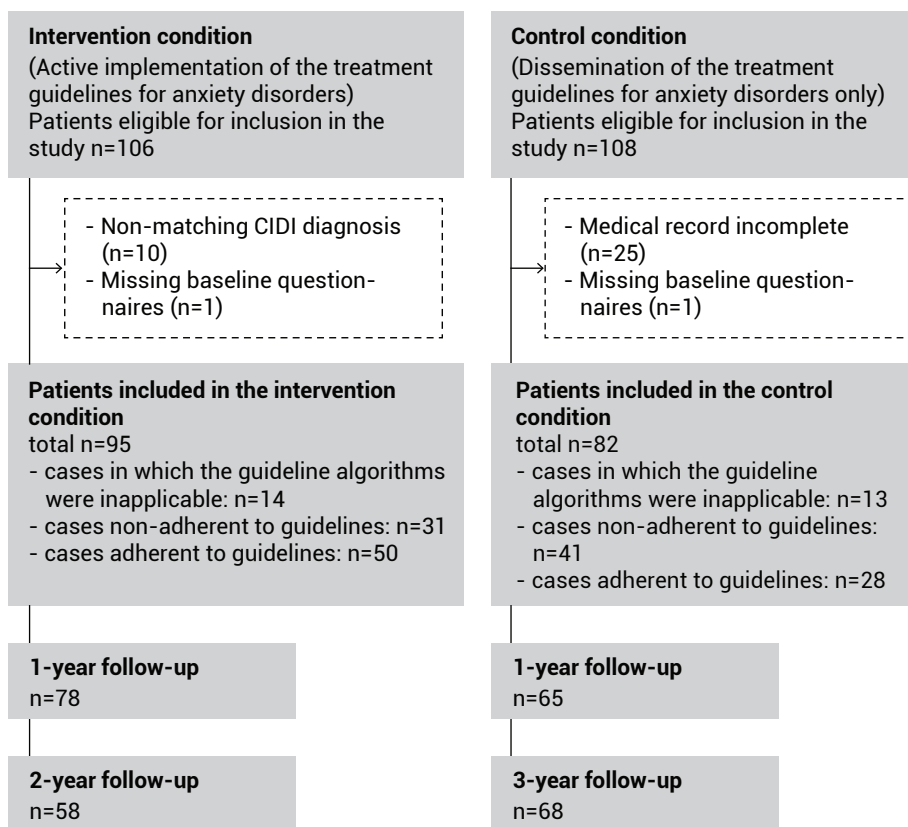 Intervention condition
(Active implementation of the treatment
guidelines for anxiety disorders)
Patients eligible for inclusion in the
study n=106
- Non-matching CIDI diagnosis
(n=10)
- Missing baseline question-
naires (n=1)
Patients included in the intervention
condition
total n=95
- cases in which the guideline algorithms
were inapplicable: n=14
- cases non-adherent to guidelines: n=31
- cases adherent to guidelines: n=50
1-year follow-up
n=78
2-year follow-up
n=58
Control condition
(Dissemination of the treatment
guidelines for anxiety disorders only)
Patients eligible for inclusion in the
study n=108
- Medical record incomplete
(n=25)
- Missing baseline question-
naires (n=1)
Patients included in the control
condition
total n=82
- cases in which the guideline
algorithms were inapplicable: n=13
- cases non-adherent to guidelines:
n=41
- cases adherent to guidelines: n=28
1-year follow-up
n=65
3-year follow-up
n=68